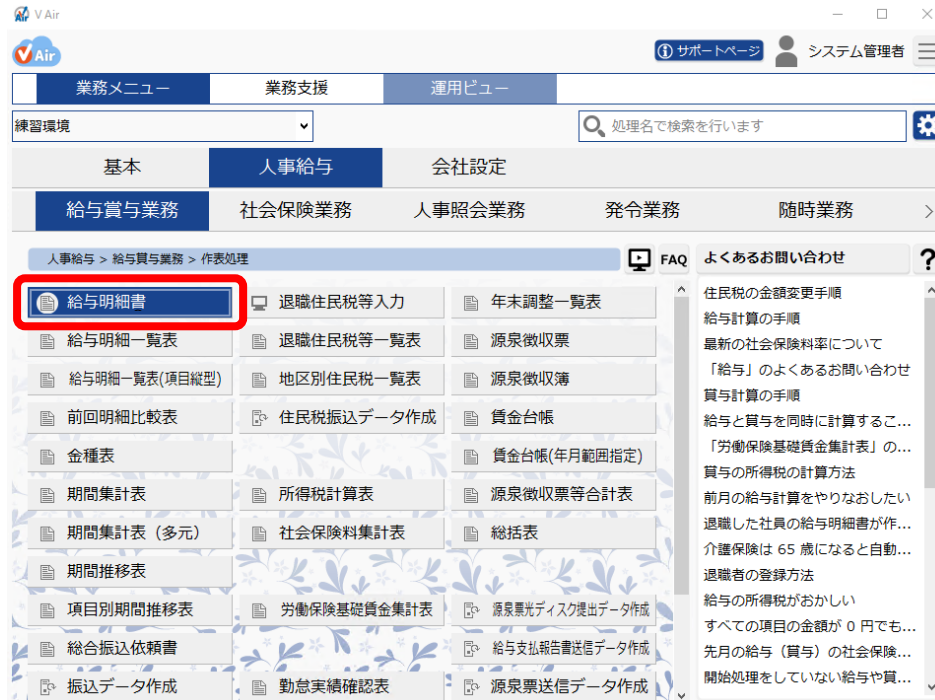 V Air
V Air
サポートページ
システム管理者
業務メニュー
業務支援
運用ビュー
練習環境
処理名で検索を行います
基本
人事給与
会社設定
給与賞与業務
社会保険業務
人事照会業務
発令業務
随時業務
人事給与 > 給与賞与業務 > 作表処理
FAQ
よくあるお問い合わせ
?
給与明細書
退職住民税等入力
年末調整一覧表
給与明細一覧表
退職住民税等一覧表
源泉徴収票
給与明細一覧表(項目縦型)
地区別住民税一覧表
源泉徴収簿
前回明細比較表
住民税振込データ作成
賃金台帳
金種表
賃金台帳(年月範囲指定)
期間集計表
所得税計算表
源泉徴収票等合計表
期間集計表（多元）
社会保険料集計表
総括表
期間推移表
項目別期間推移表
労働保険基礎賃金集計表
源泉票光ディスク提出データ作成
総合振込依頼書
給与支払報告書送信データ作成
振込データ作成
勤怠実績確認表
源泉票送信データ作成
住民税の金額変更手順
給与計算の手順
最新の社会保険料率について
「給与」のよくあるお問い合わせ
賞与計算の手順
給与と賞与を同時に計算するこ...
「労働保険基礎賃金集計表」の...
賞与の所得税の計算方法
前月の給与計算をやりなおしたい
退職した社員の給与明細書が作...
介護保険は 65 歳になると自動...
退職者の登録方法
給与の所得税がおかしい
すべての項目の金額が 0 円でも...
先月の給与（賞与）の社会保険...
開始処理をしていない給与や賞...